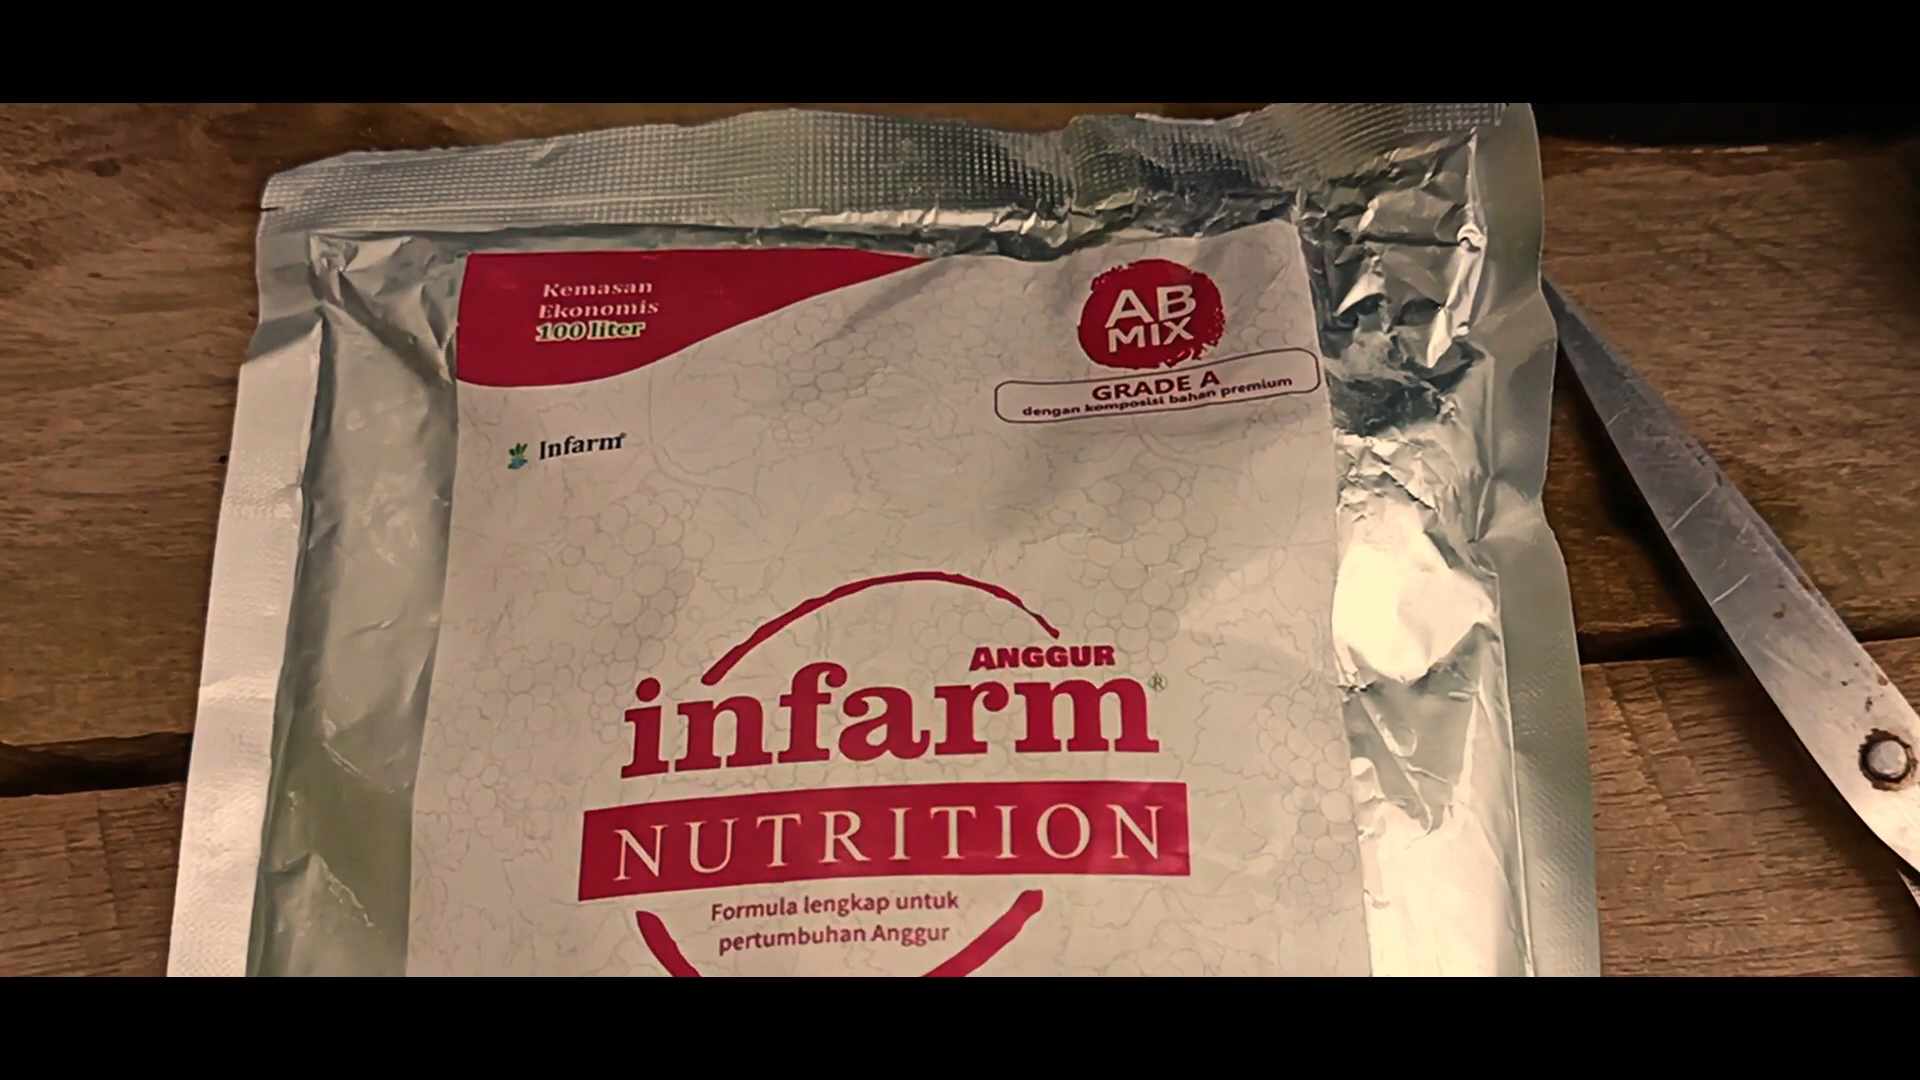 Kemasan
Ekonomis
100 liter
AB
MIX
GRADE A
dengan komposisi bahan premium
Infarm®
ANGGUR
infarm®
NUTRITION
Formula lengkap untuk
pertumbuhan Anggur